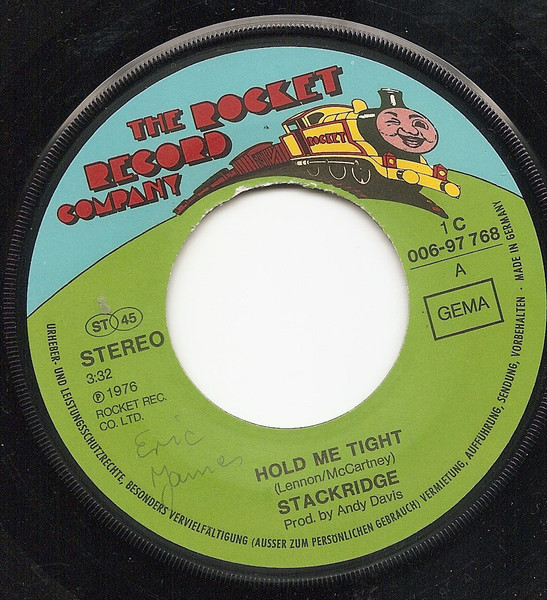 THE ROCKET
RECORD
COMPANY
ROCKET
1 C
006-97 768
A
GEMA
ST 45
STEREO
3:32
℗ 1976
ROCKET REC.
CO. LTD.
Eric
James
HOLD ME TIGHT
(Lennon/McCartney)
STACKRIDGE
Prod. by Andy Davis
URHEBER- UND LEISTUNGSSCHUTZRECHTE, BESONDERS VERVIELFÄLTIGUNG (AUSSER ZUM PERSÖNLICHEN GEBRAUCH) VERMIETUNG, AUFFÜHRUNG, SENDUNG, VORBEHALTEN · MADE IN GERMANY